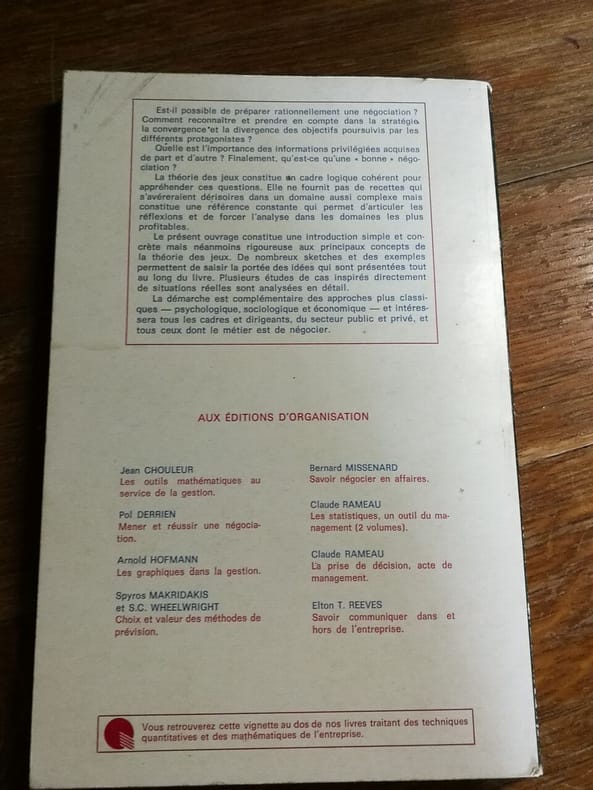 Est-il possible de préparer rationnellement une négociation ?
Comment reconnaître et prendre en compte dans la stratégie
la convergence et la divergence des objectifs poursuivis par les
différents protagonistes ?
Quelle est l'importance des informations privilégiées acquises
de part et d'autre ? Finalement, qu'est-ce qu'une « bonne » négo-
ciation ?
La théorie des jeux constitue un cadre logique cohérent pour
appréhender ces questions. Elle ne fournit pas de recettes qui
s'avéreraient dérisoires dans un domaine aussi complexe mais
constitue une référence constante qui permet d'articuler les
réflexions et de forcer l'analyse dans les domaines les plus
profitables.
Le présent ouvrage constitue une introduction simple et con-
crète mais néanmoins rigoureuse aux principaux concepts de
la théorie des jeux. De nombreux sketches et des exemples
permettent de saisir la portée des idées qui sont présentées tout
au long du livre. Plusieurs études de cas inspirés directement
de situations réelles sont analysées en détail.
La démarche est complémentaire des approches plus classi-
ques — psychologique, sociologique et économique — et intéres-
sera tous les cadres et dirigeants, du secteur public et privé, et
tous ceux dont le métier est de négocier.
AUX ÉDITIONS D'ORGANISATION
Jean CHOULEUR
Les outils mathématiques au
service de la gestion.
Pol DERRIEN
Mener et réussir une négocia-
tion.
Arnold HOFMANN
Les graphiques dans la gestion.
Spyros MAKRIDAKIS
et S.C. WHEELWRIGHT
Choix et valeur des méthodes de
prévision.
Bernard MISSENARD
Savoir négocier en affaires.
Claude RAMEAU
Les statistiques, un outil du ma-
nagement (2 volumes).
Claude RAMEAU
La prise de décision, acte de
management.
Elton T. REEVES
Savoir communiquer dans et
hors de l'entreprise.
Vous retrouverez cette vignette au dos de nos livres traitant des techniques
quantitatives et des mathématiques de l'entreprise.